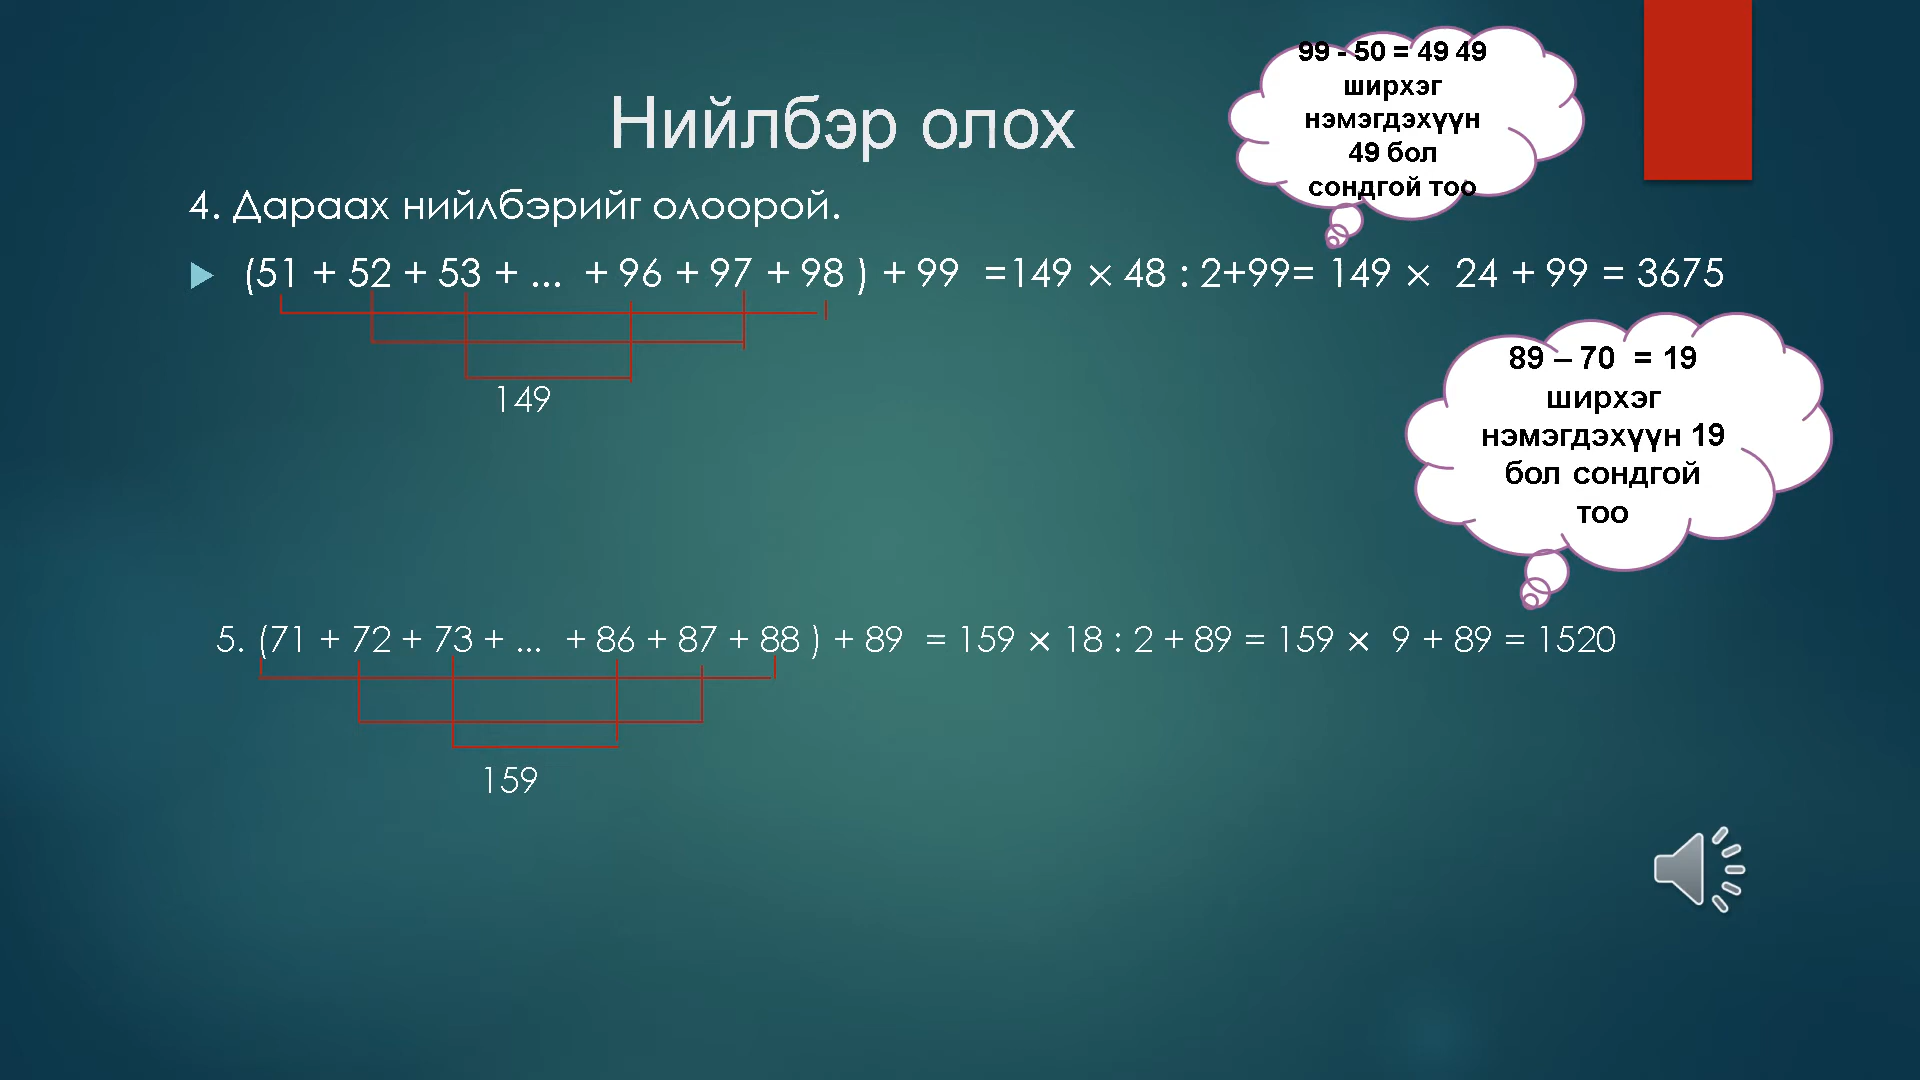 99 - 50 = 49 49
ширхэг
нэмэгдэхүүн
49 бол
сондгой тоо
Нийлбэр олох
4. Дараах нийлбэрийг олоорой.
(51 + 52 + 53 + ... + 96 + 97 + 98 ) + 99 =149 × 48 : 2+99= 149 × 24 + 99 = 3675
149
89 – 70 = 19
ширхэг
нэмэгдэхүүн 19
бол сондгой
тоо
5. (71 + 72 + 73 + ... + 86 + 87 + 88 ) + 89 = 159 × 18 : 2 + 89 = 159 × 9 + 89 = 1520
159